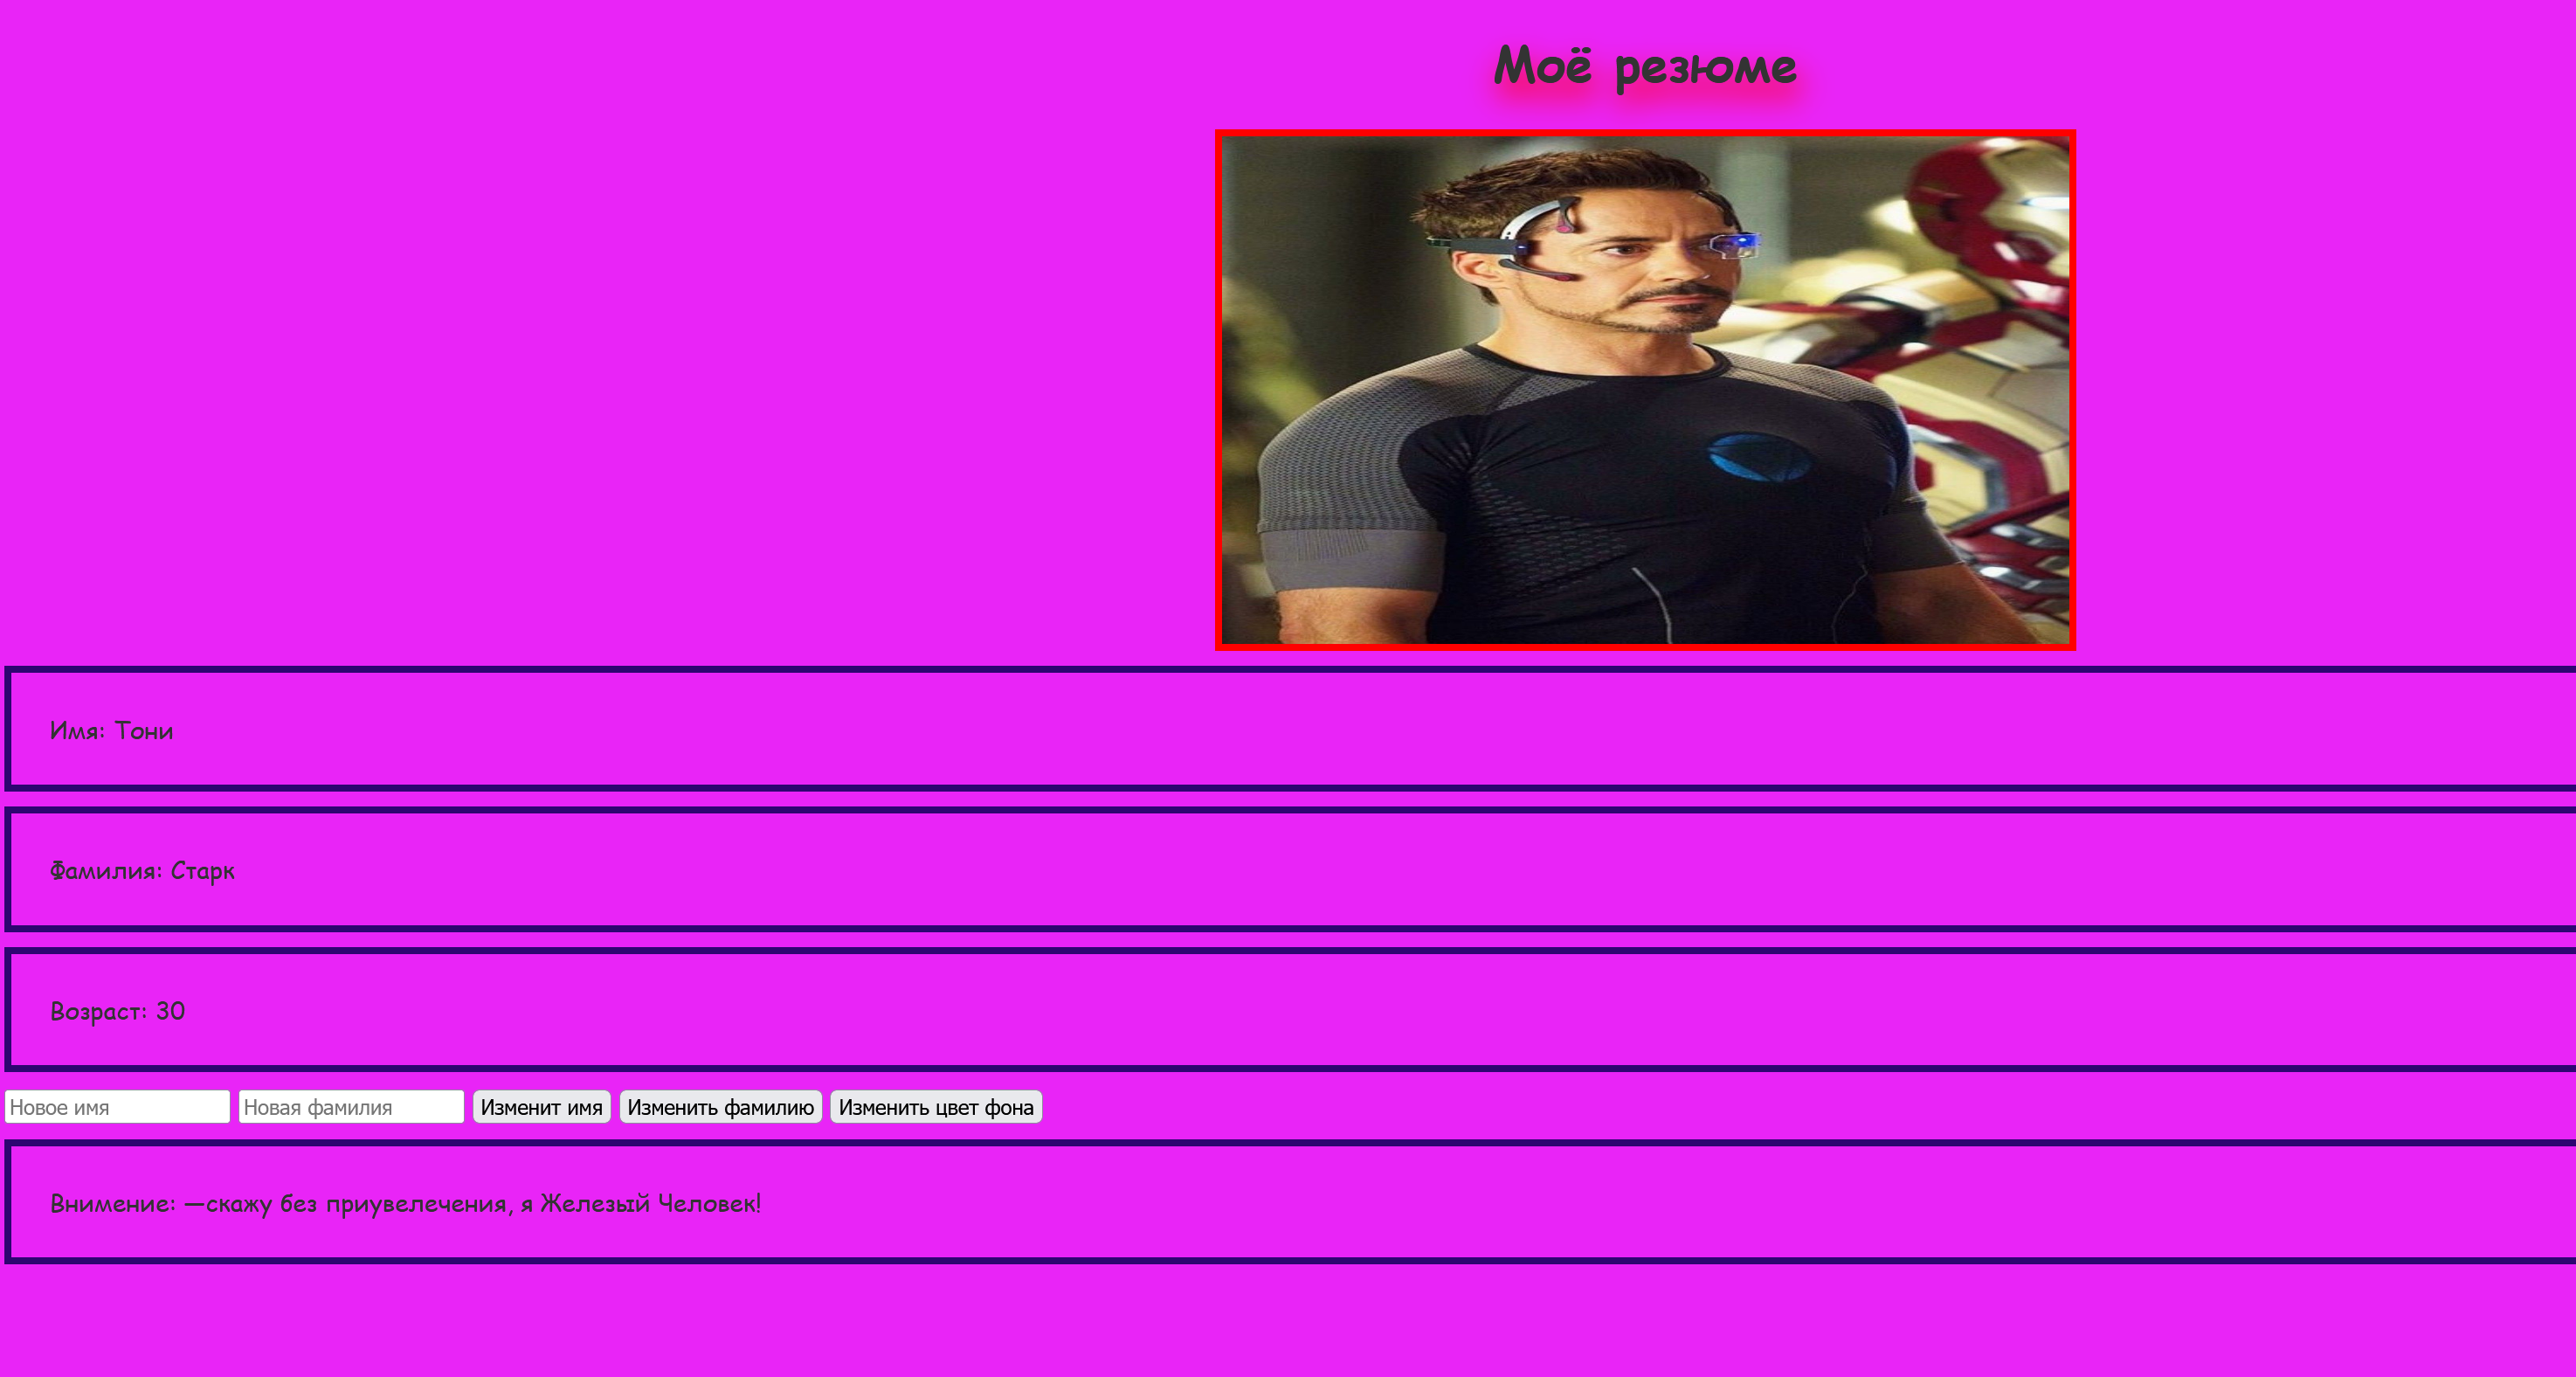 Моё резюме
Имя: Тони
Фамилия: Старк
Возраст: 30
Новое имя Новая фамилия Изменит имя Изменить фамилию Изменить цвет фона
Внимение: —скажу без приувелечения, я Железый Человек!